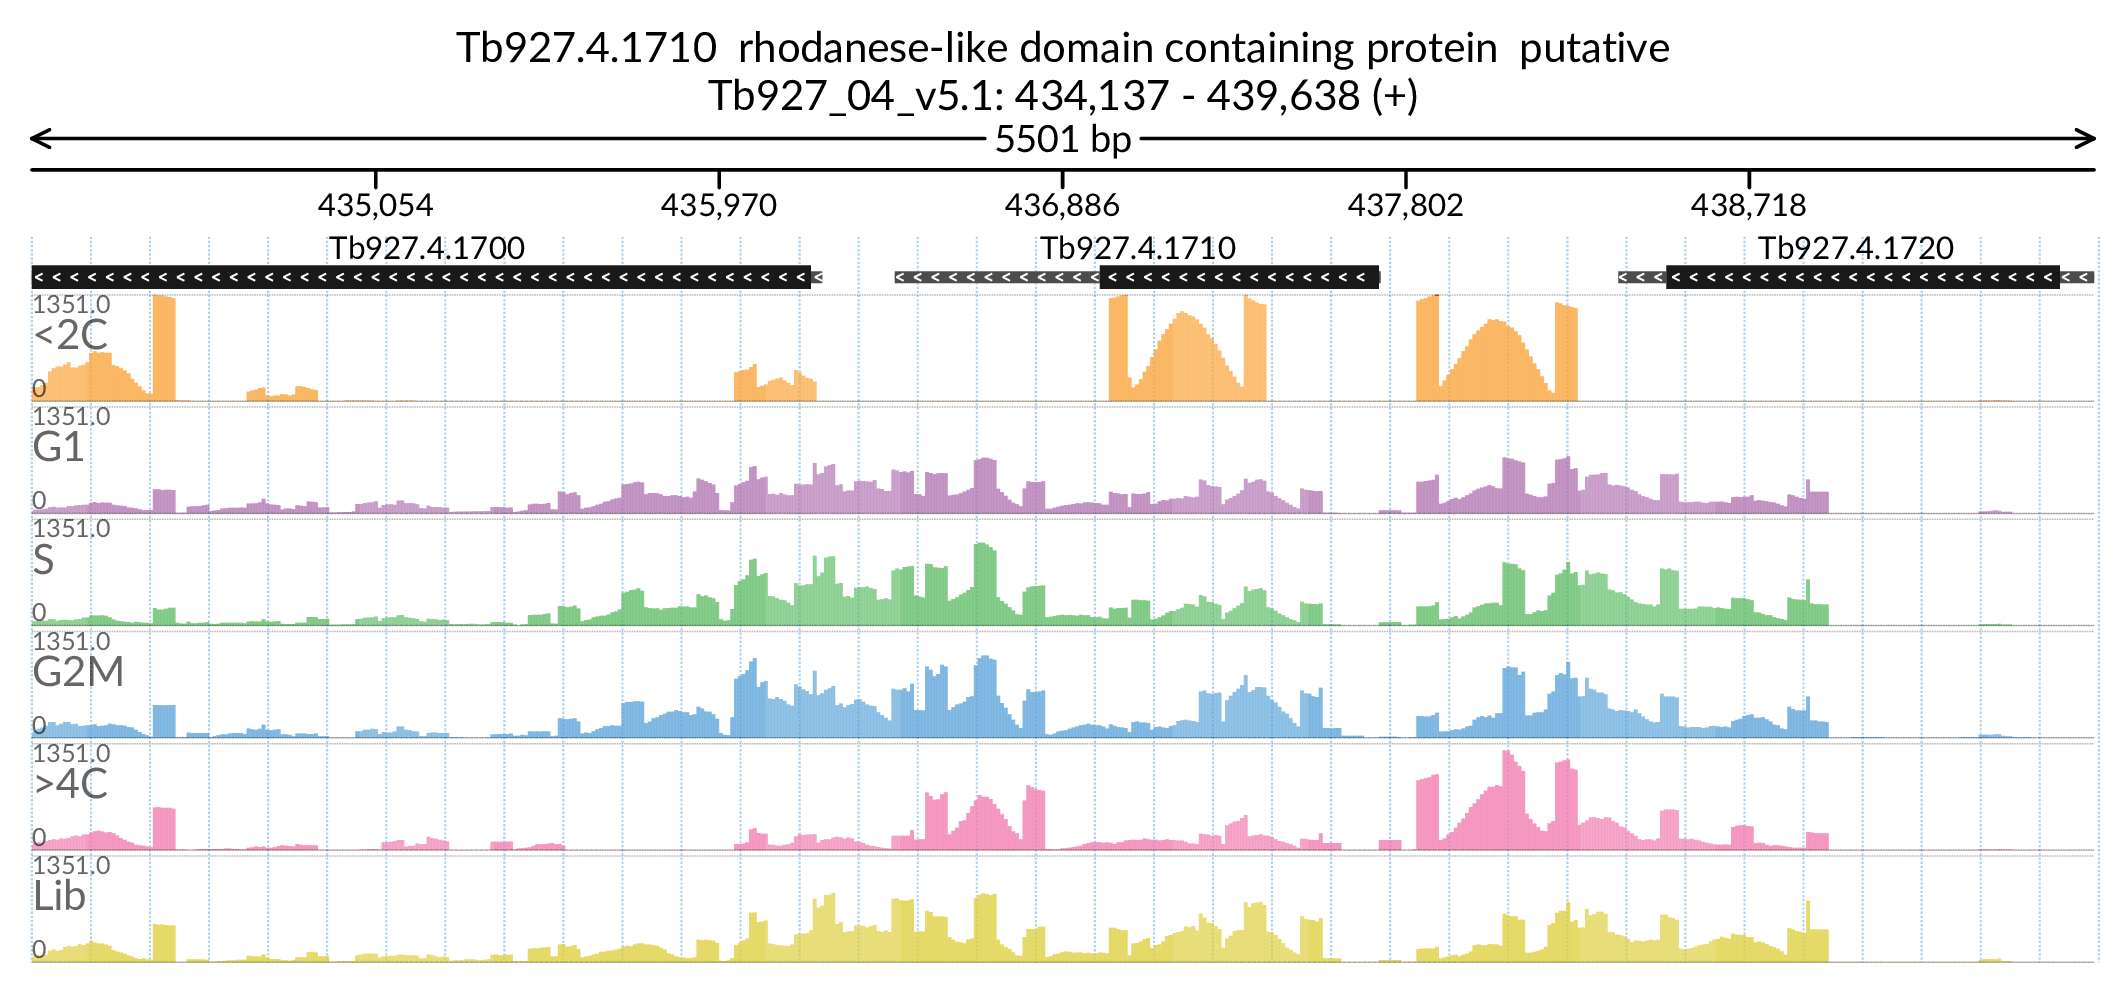 Tb927.4.1710 rhodanese-like domain containing protein putative
Tb927_04_v5.1: 434,137 - 439,638 (+)
5501 bp
435,054 435,970 436,886 437,802 438,718
Tb927.4.1700 Tb927.4.1710 Tb927.4.1720
1351.0
<2C
0
1351.0
G1
0
1351.0
S
0
1351.0
G2M
0
1351.0
>4C
0
1351.0
Lib
0